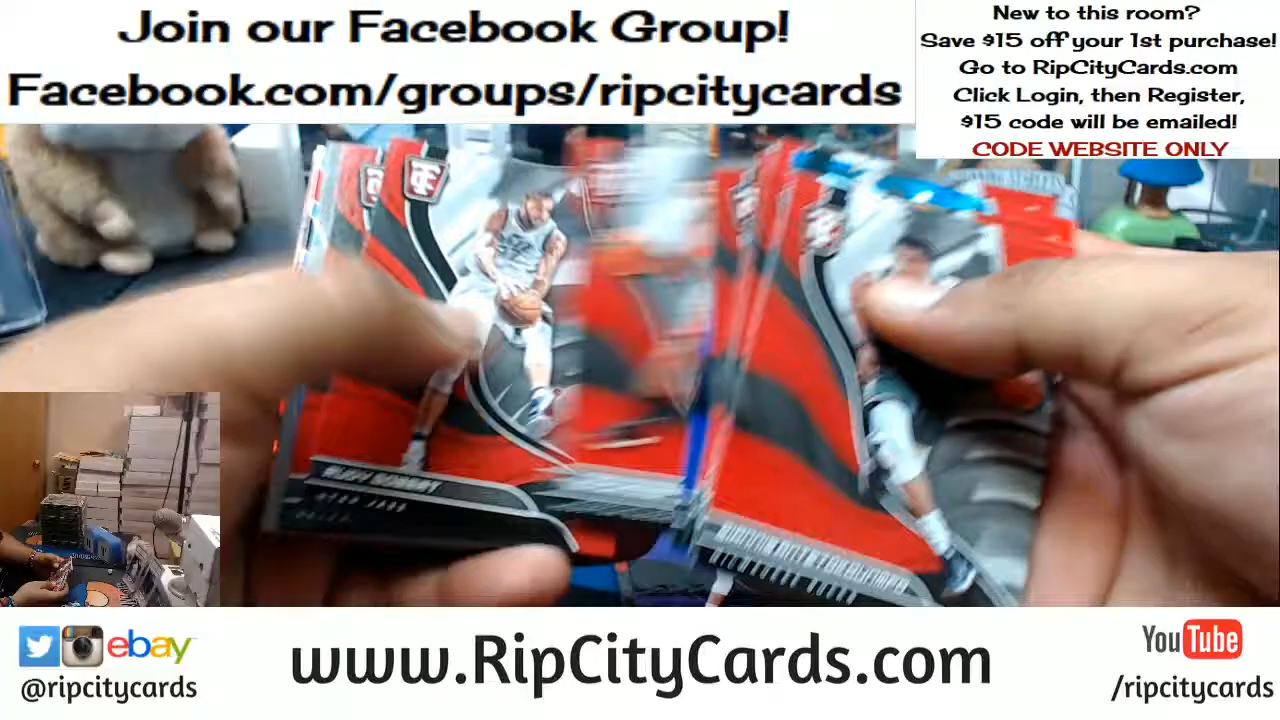 Join our Facebook Group!
Facebook.com/groups/ripcitycards
New to this room?
Save $15 off your 1st purchase!
Go to RipCityCards.com
Click Login, then Register,
$15 code will be emailed!
CODE WEBSITE ONLY
ebay
@ripcitycards
www.RipCityCards.com
YouTube
/ripcitycards